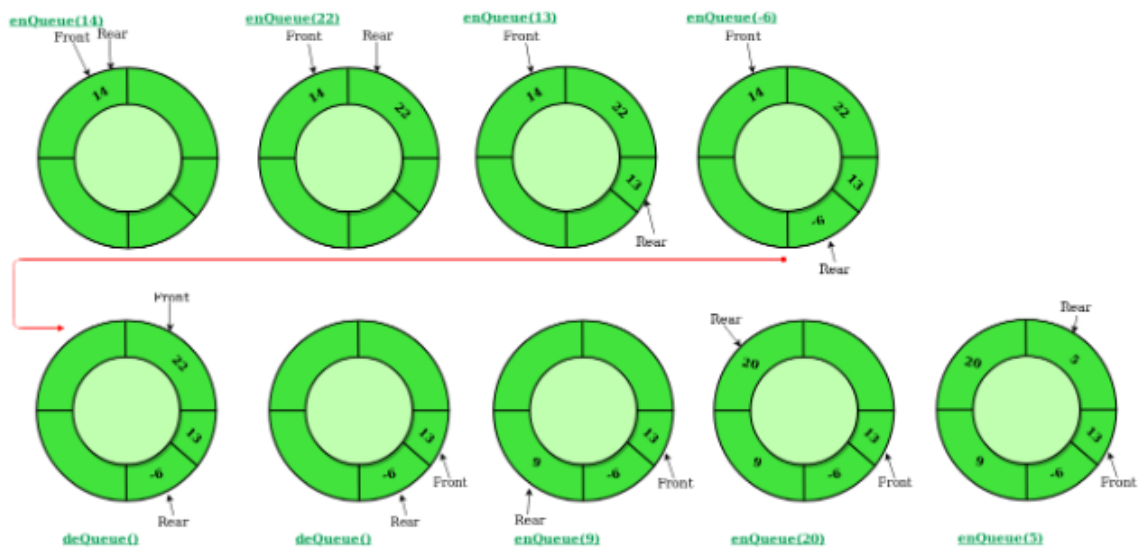 enQueue(14) enQueue(22) enQueue(13) enQueue(-6)
Front Rear Front Rear Front Front
14 14 22 14 22 14 22
13 13
-6
Rear
Rear
Front Rear
Rear
22 20 20 5
13 13 13 13 13
-6 -6 9 -6 9 -6 9 -6
Front Front Front Front
Rear Rear Rear
deQueue() deQueue() enQueue(9) enQueue(20) enQueue(5)